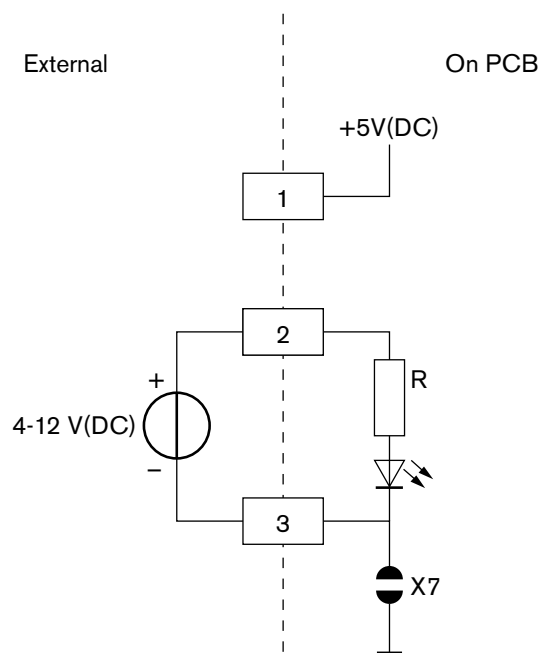 External
On PCB
+5V(DC)
1
2
+
R
4-12 V(DC)
–
3
X7